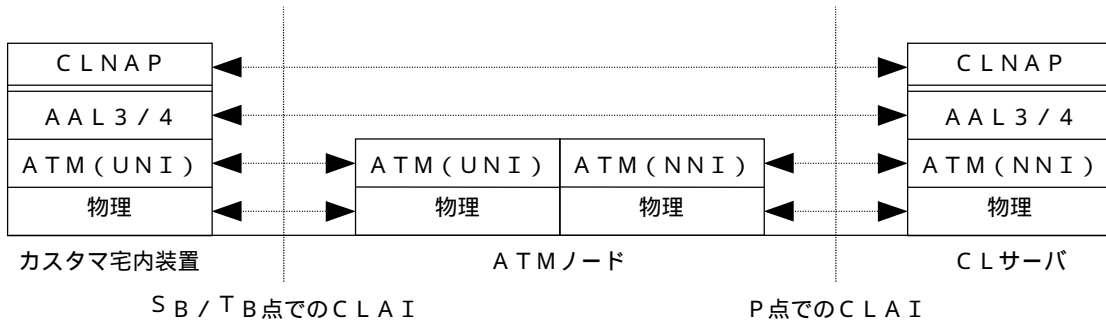 CLNAP CLNAP
AAL3/4 AAL3/4
ATM(UNI) ATM(UNI) ATM(NNI) ATM(NNI)
物理 物理 物理 物理
カスタマ宅内装置 ATMノード CLサーバ
SB/TB点でのCLAI P点でのCLAI